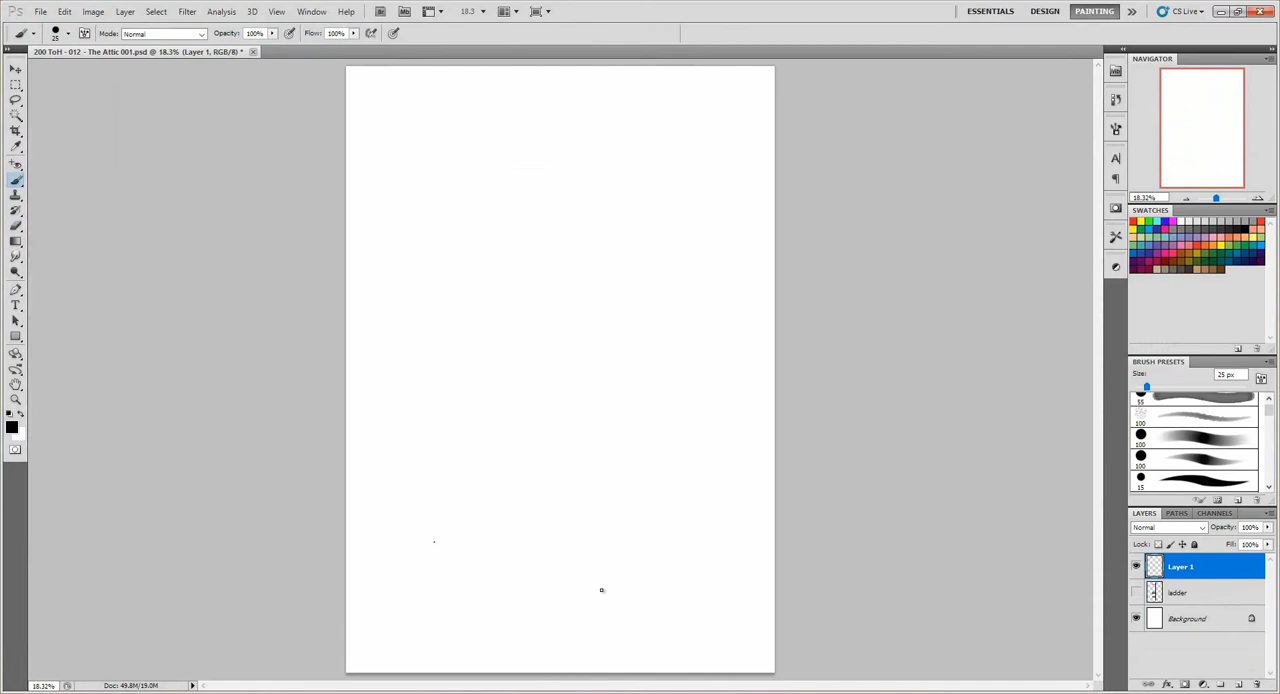 Ps File Edit Image Layer Select Filter Analysis 3D View Window Help Br Mb 18.3 ESSENTIALS DESIGN PAINTING CS Live
25 Mode: Normal Opacity: 100% Flow: 100%
200 ToH - 012 - The Attic 001.psd @ 18.3% (Layer 1, RGB/8) *
NAVIGATOR
18.32%
SWATCHES
BRUSH PRESETS
Size: 25 px
55
100
100
100
15
LAYERS PATHS CHANNELS
Normal Opacity: 100%
Lock: Fill: 100%
Layer 1
ladder
Background
18.32% Doc: 49.8M/19.0M